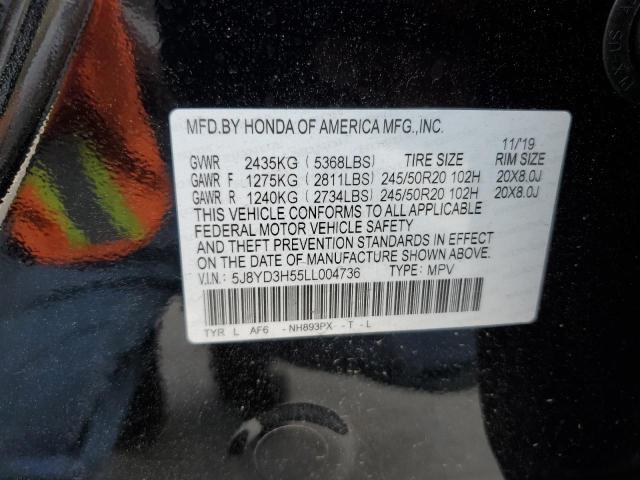 MFD.BY HONDA OF AMERICA MFG.,INC.
11/'19
GVWR 2435KG ( 5368LBS) TIRE SIZE RIM SIZE
GAWR F 1275KG ( 2811LBS) 245/50R20 102H 20X8.0J
GAWR R 1240KG ( 2734LBS) 245/50R20 102H 20X8.0J
THIS VEHICLE CONFORMS TO ALL APPLICABLE
FEDERAL MOTOR VEHICLE SAFETY
AND THEFT PREVENTION STANDARDS IN EFFECT
ON THE DATE OF MANUFACTURE SHOWN ABOVE.
V.I.N.: 5J8YD3H55LL004736 TYPE: MPV
TYR L AF6 - NH893PX - -T - L